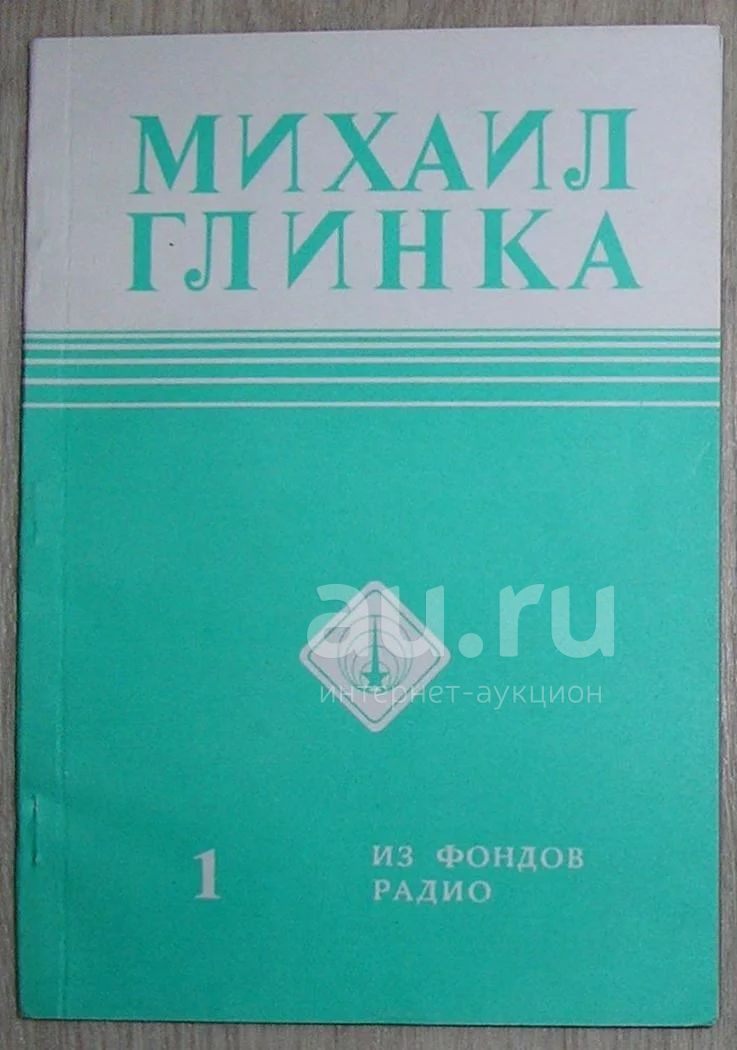 МИХАИЛ
ГЛИНКА
au.ru
интернет-аукцион
1
ИЗ ФОНДОВ
РАДИО